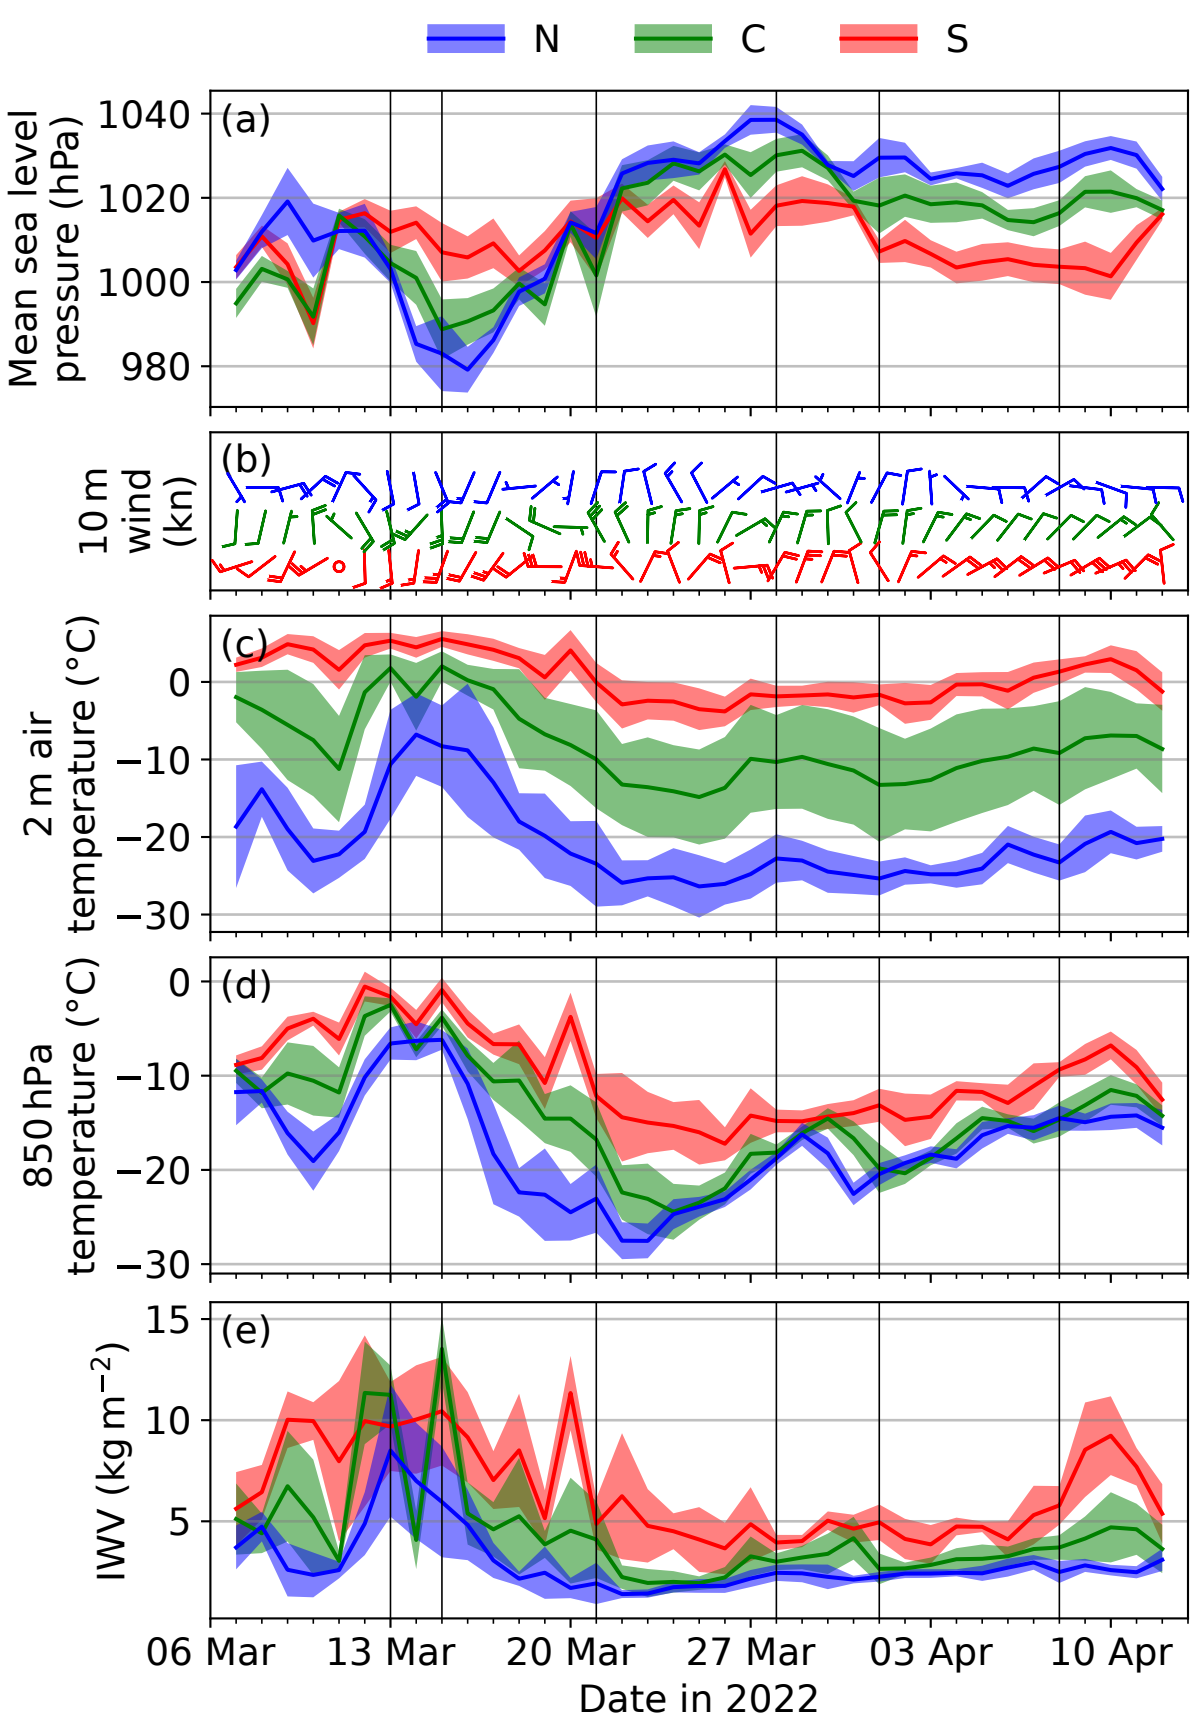 N C S
(a)
Mean sea level
pressure (hPa)
1040
1020
1000
980
(b)
10 m
wind
(kn)
(c)
2 m air
temperature (°C)
0
−10
−20
−30
(d)
850 hPa
temperature (°C)
0
−10
−20
−30
(e)
IWV (kg m⁻²)
15
10
5
06 Mar 13 Mar 20 Mar 27 Mar 03 Apr 10 Apr
Date in 2022